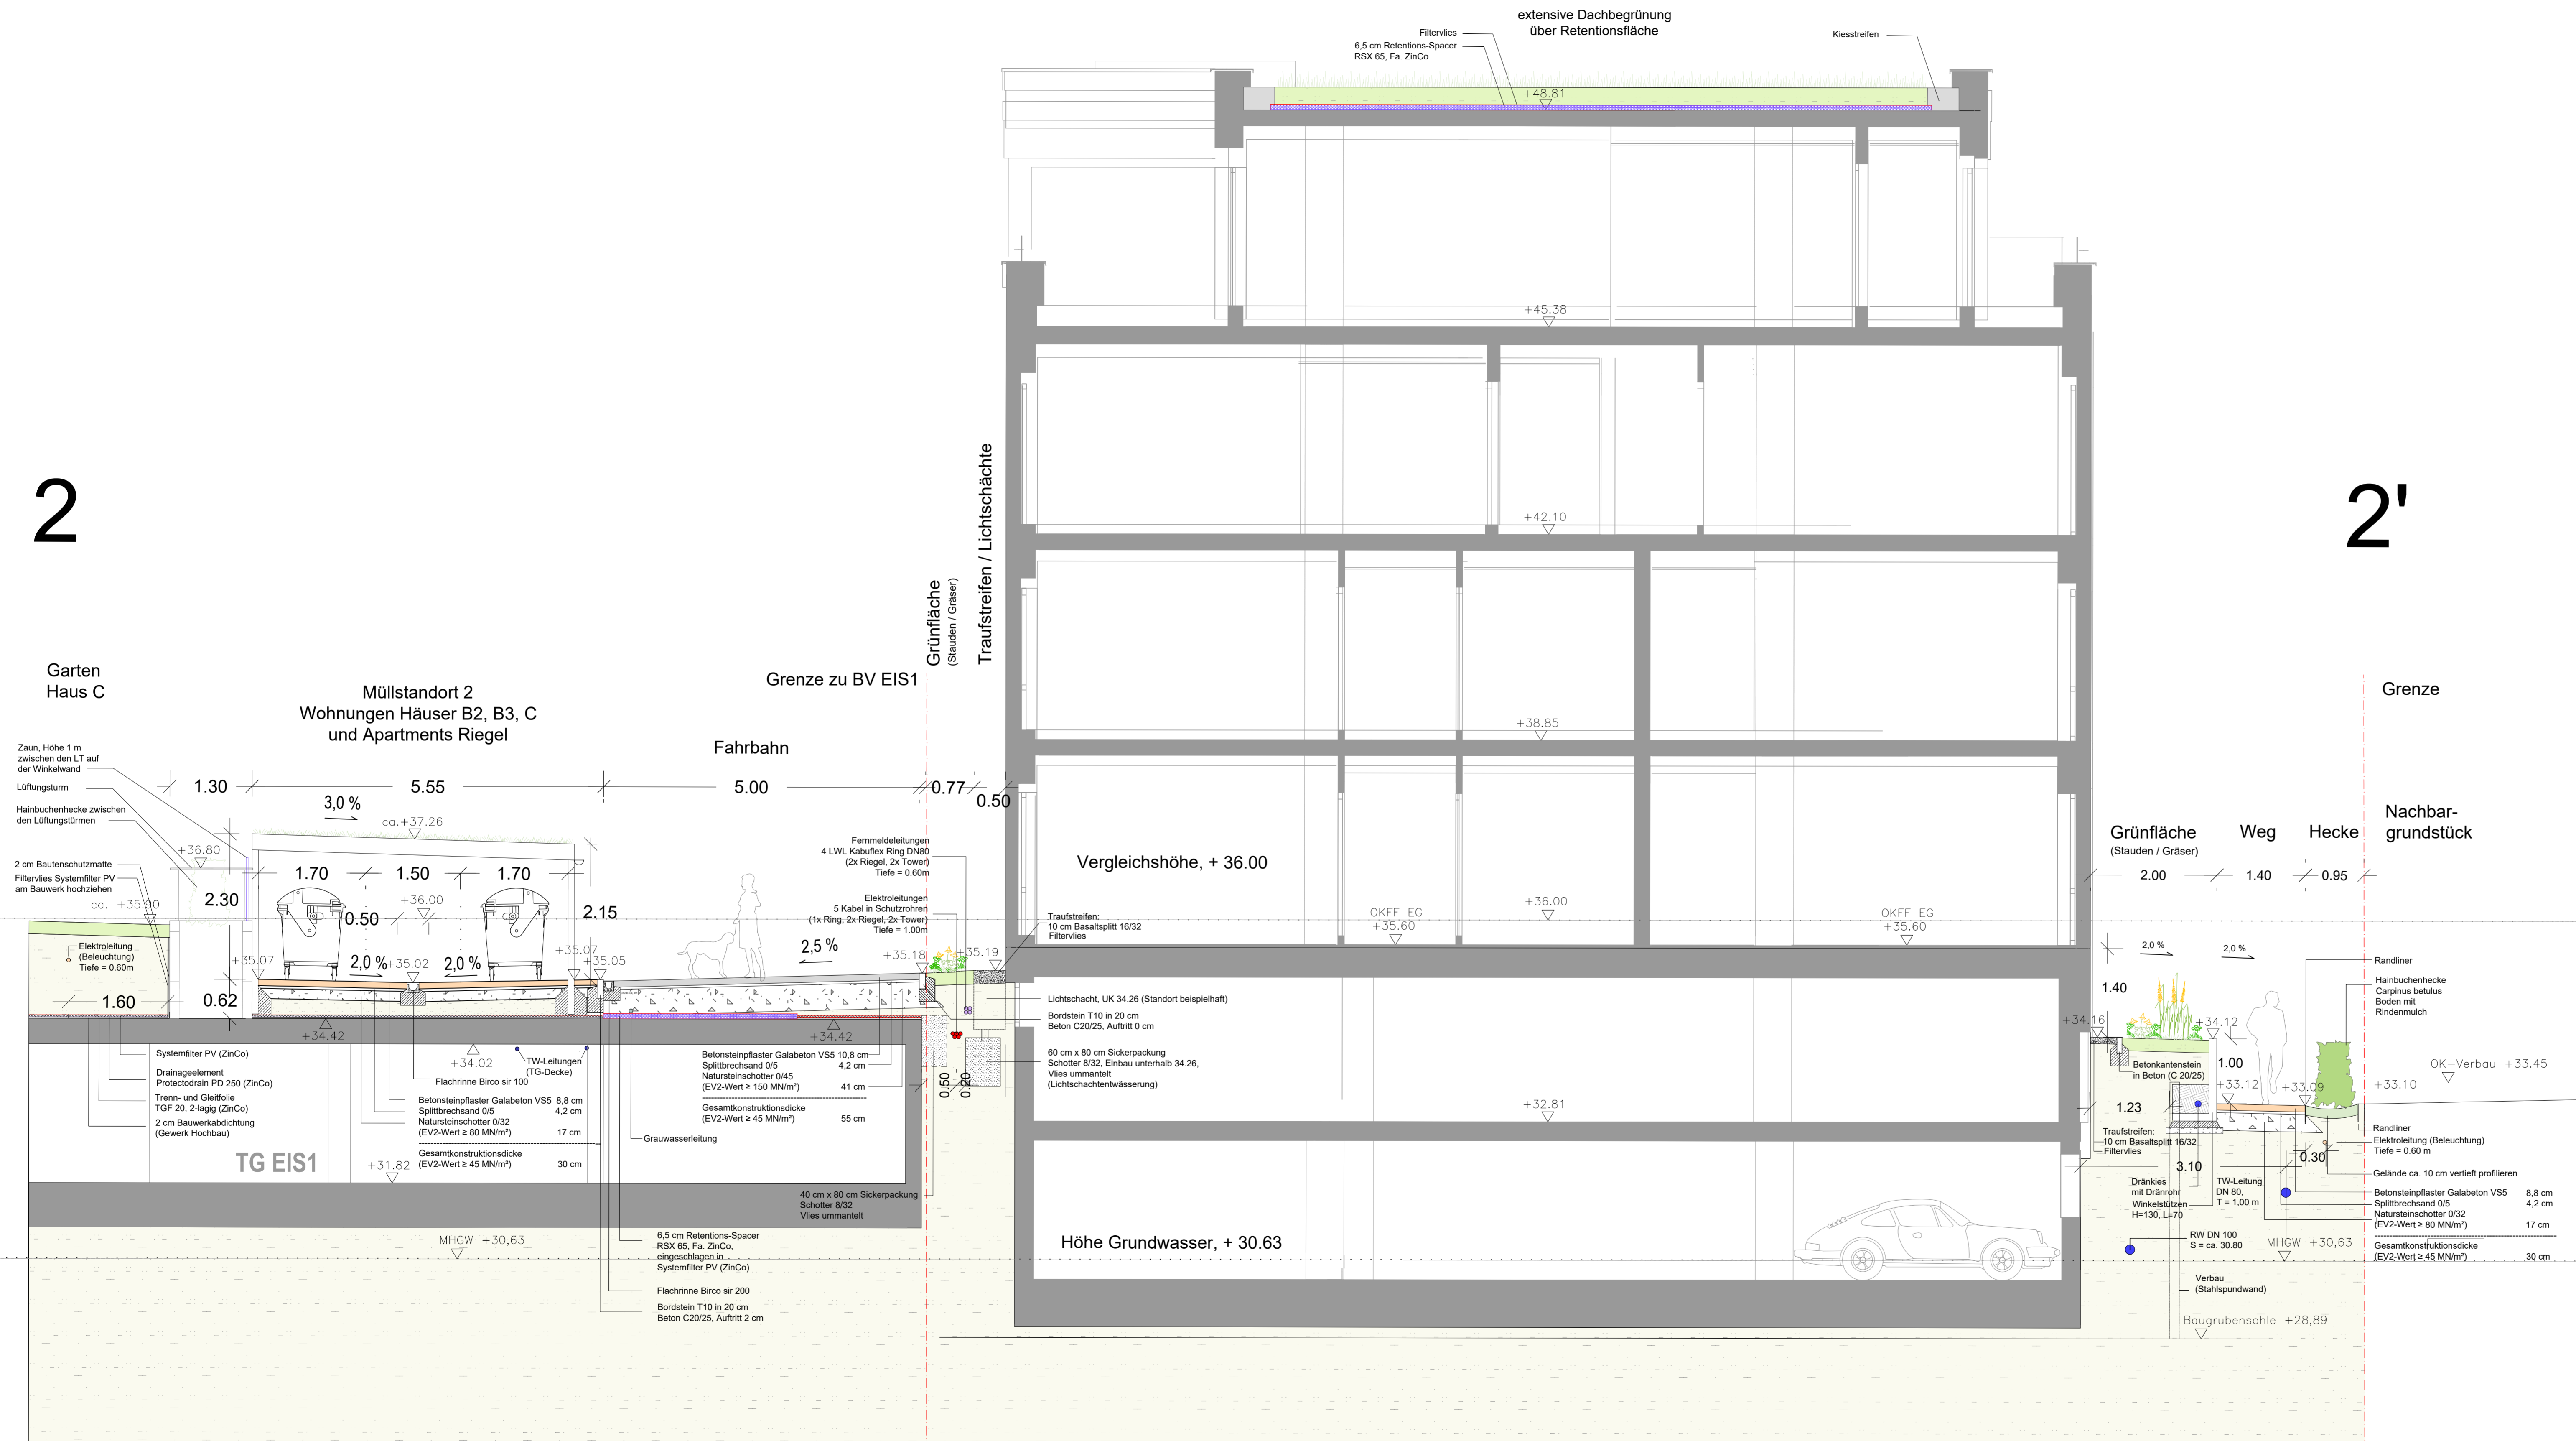 extensive Dachbegrünung
über Retentionsfläche
Filtervlies
6,5 cm Retentions-Spacer
RSX 65, Fa. ZinCo
Kiesstreifen
+48.81
+45.38
+42.10
+38.85
+36.00
OKFF EG
+35.60
OKFF EG
+35.60
+32.81
2
2'
Garten
Haus C
Müllstandort 2
Wohnungen Häuser B2, B3, C
und Apartments Riegel
Fahrbahn
Grenze zu BV EIS1
Grünfläche
(Stauden / Gräser)
Traufstreifen / Lichtschächte
Zaun, Höhe 1 m
zwischen den LT auf
der Winkelwand
Lüftungsturm
Hainbuchenhecke zwischen
den Lüftungstürmen
2 cm Bautenschutzmatte
Filtervlies Systemfilter PV
am Bauwerk hochziehen
ca. +35.90
1.30
5.55
5.00
0.77
0.50
3,0 %
ca.+37.26
+36.80
2.30
1.70
1.50
1.70
0.50
+36.00
2.15
+35.07
2,0 %
+35.02
2,0 %
+35.07
+35.05
2,5 %
+35.18
+35.19
Elektroleitung
(Beleuchtung)
Tiefe = 0.60m
1.60
0.62
+34.42
+34.42
+34.02
Fernmeldeleitungen
4 LWL Kabuflex Ring DN80
(2x Riegel, 2x Tower)
Tiefe = 0.60m
Elektroleitungen
5 Kabel in Schutzrohren
(1x Ring, 2x Riegel, 2x Tower)
Tiefe = 1.00m
Traufstreifen:
10 cm Basaltsplitt 16/32
Filtervlies
Vergleichshöhe, + 36.00
Lichtschacht, UK 34.26 (Standort beispielhaft)
Bordstein T10 in 20 cm
Beton C20/25, Auftritt 0 cm
60 cm x 80 cm Sickerpackung
Schotter 8/32, Einbau unterhalb 34.26,
Vlies ummantelt
(Lichtschachtentwässerung)
0.50
0.20
Systemfilter PV (ZinCo)
Drainageelement
Protectodrain PD 250 (ZinCo)
Trenn- und Gleitfolie
TGF 20, 2-lagig (ZinCo)
2 cm Bauwerkabdichtung
(Gewerk Hochbau)
TG EIS1
+31.82
TW-Leitungen
(TG-Decke)
Flachrinne Birco sir 100
Betonsteinpflaster Galabeton VS5 8,8 cm
Splittbrechsand 0/5 4,2 cm
Natursteinschotter 0/32
(EV2-Wert ≥ 80 MN/m²) 17 cm
Gesamtkonstruktionsdicke
(EV2-Wert ≥ 45 MN/m²) 30 cm
Betonsteinpflaster Galabeton VS5 10,8 cm
Splittbrechsand 0/5 4,2 cm
Natursteinschotter 0/45
(EV2-Wert ≥ 150 MN/m²) 41 cm
Gesamtkonstruktionsdicke
(EV2-Wert ≥ 45 MN/m²) 55 cm
Grauwasserleitung
40 cm x 80 cm Sickerpackung
Schotter 8/32
Vlies ummantelt
6,5 cm Retentions-Spacer
RSX 65, Fa. ZinCo,
eingeschlagen in
Systemfilter PV (ZinCo)
Flachrinne Birco sir 200
Bordstein T10 in 20 cm
Beton C20/25, Auftritt 2 cm
MHGW +30,63
Höhe Grundwasser, + 30.63
Grenze
Nachbar-
grundstück
Grünfläche
(Stauden / Gräser)
Weg
Hecke
2.00
1.40
0.95
2,0 %
2,0 %
1.40
+34.16
+34.12
1.00
+33.12
+33.09
+33.10
OK-Verbau +33.45
Randliner
Hainbuchenhecke
Carpinus betulus
Boden mit
Rindenmulch
Betonkantenstein
in Beton (C 20/25)
1.23
Traufstreifen:
10 cm Basaltsplitt 16/32
Filtervlies
3.10
0.30
Dränkies
mit Dränrohr
Winkelstützen
H=130, L=70
TW-Leitung
DN 80,
T = 1,00 m
RW DN 100
S = ca. 30.80
MHGW +30,63
Verbau
(Stahlspundwand)
Baugrubensohle +28,89
Randliner
Elektroleitung (Beleuchtung)
Tiefe = 0.60 m
Gelände ca. 10 cm vertieft profilieren
Betonsteinpflaster Galabeton VS5 8,8 cm
Splittbrechsand 0/5 4,2 cm
Natursteinschotter 0/32
(EV2-Wert ≥ 80 MN/m²) 17 cm
Gesamtkonstruktionsdicke
(EV2-Wert ≥ 45 MN/m²) 30 cm